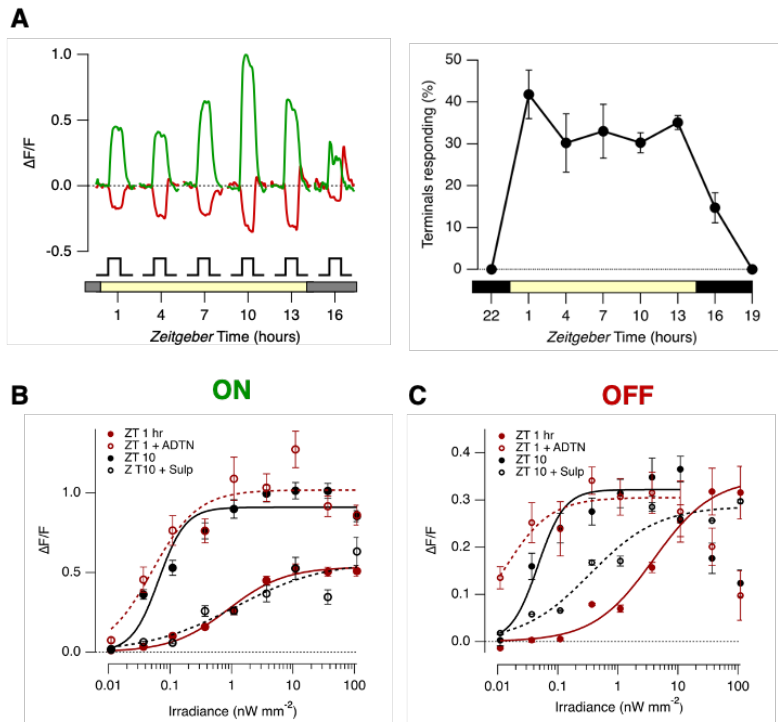 A
1.0
0.5
0.0
-0.5
ΔF/F
1 4 7 10 13 16
Zeitgeber Time (hours)
50
40
30
20
10
0
Terminals responding (%)
22 1 4 7 10 13 16 19
Zeitgeber Time (hours)
B
ON
ZT 1 hr
ZT 1 + ADTN
ZT 10
Z T10 + Sulp
1.0
0.5
0.0
ΔF/F
0.01 0.1 1 10 100
Irradiance (nW mm⁻²)
C
OFF
ZT 1 hr
ZT 1 + ADTN
ZT 10
ZT 10 + Sulp
0.4
0.3
0.2
0.1
0.0
ΔF/F
0.01 0.1 1 10 100
Irradiance (nW mm⁻²)